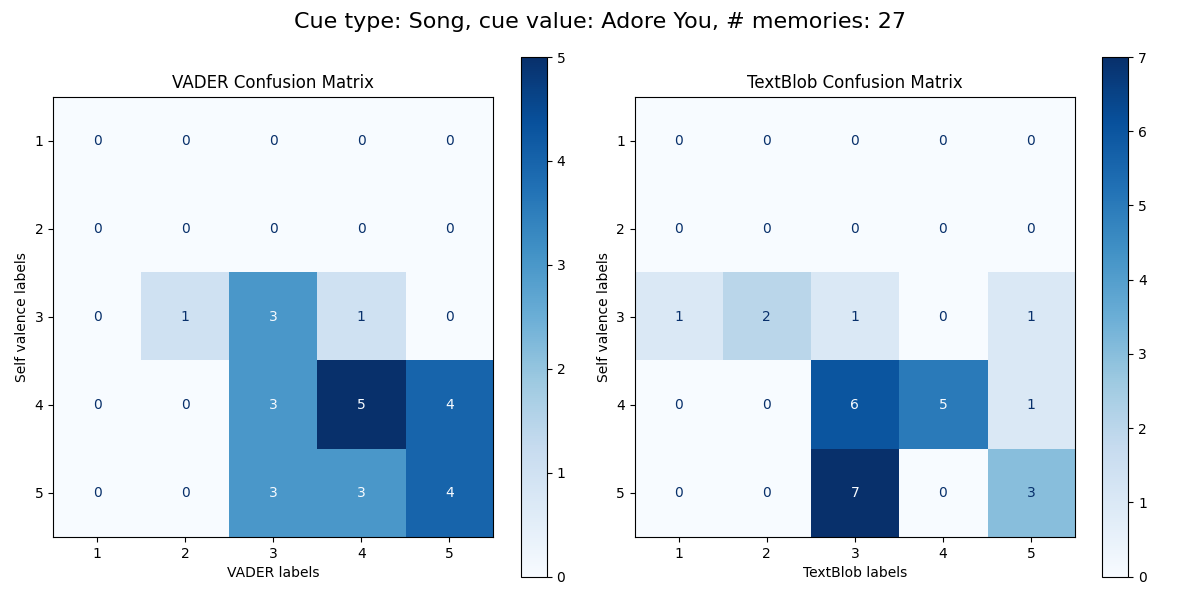 Cue type: Song, cue value: Adore You, # memories: 27
VADER Confusion Matrix
Self valence labels
1 0 0 0 0 0
2 0 0 0 0 0
3 0 1 3 1 0
4 0 0 3 5 4
5 0 0 3 3 4
1 2 3 4 5
VADER labels
5
4
3
2
1
0
TextBlob Confusion Matrix
Self valence labels
1 0 0 0 0 0
2 0 0 0 0 0
3 1 2 1 0 1
4 0 0 6 5 1
5 0 0 7 0 3
1 2 3 4 5
TextBlob labels
7
6
5
4
3
2
1
0